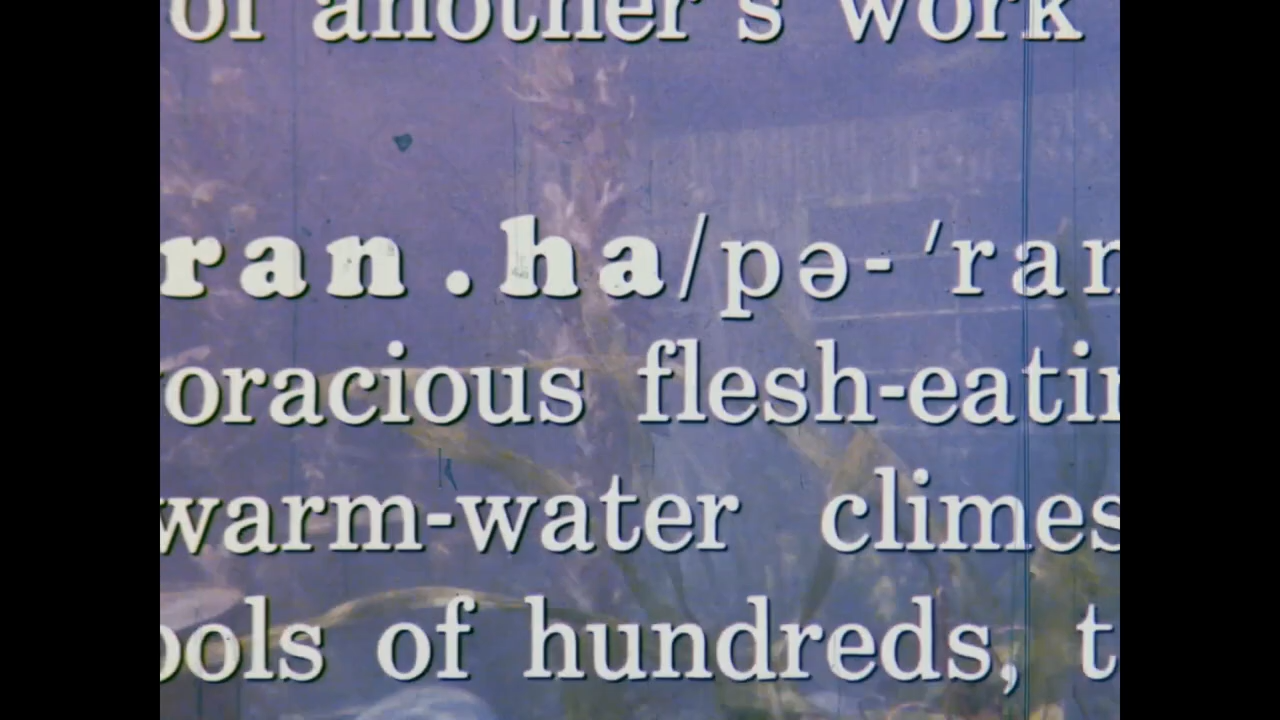 of another's work
ran.ha/pə-ˈran
oracious flesh-eatin
warm-water climes
ools of hundreds, t